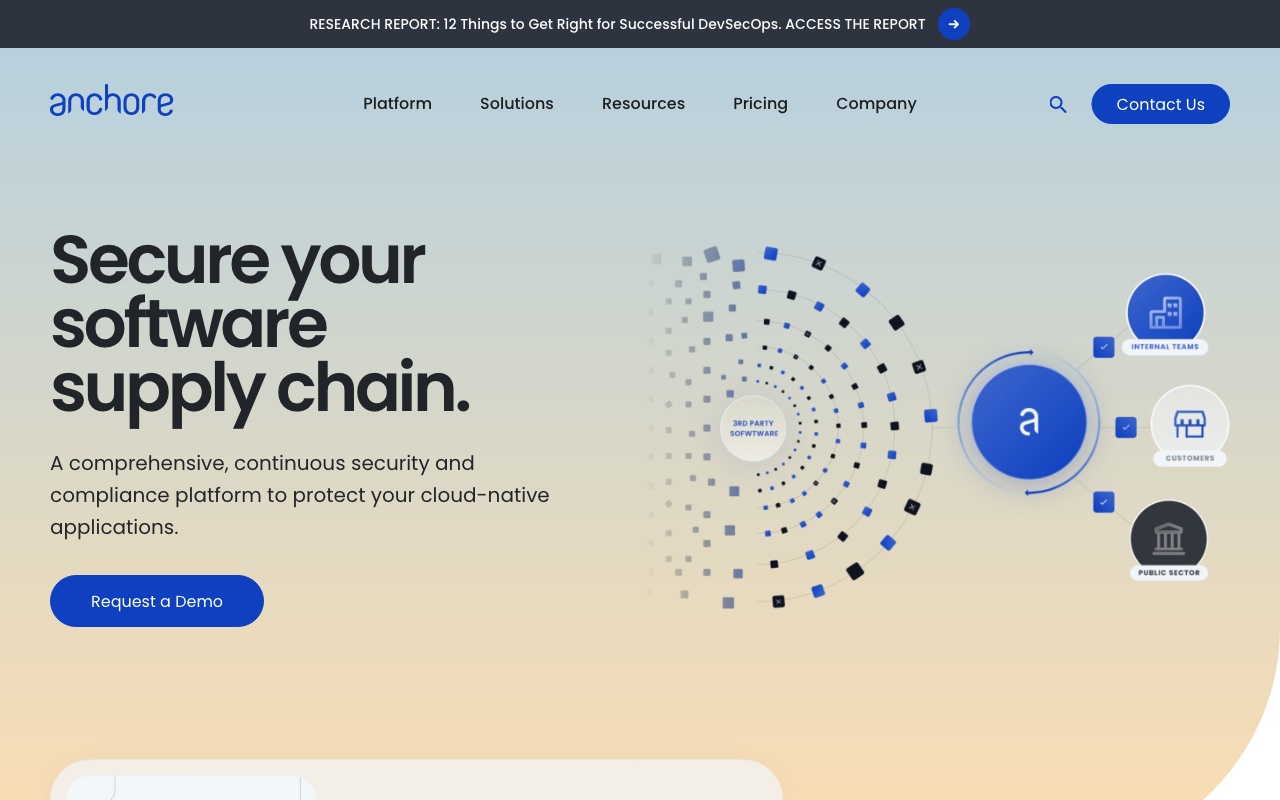 RESEARCH REPORT: 12 Things to Get Right for Successful DevSecOps. ACCESS THE REPORT
anchore
Platform
Solutions
Resources
Pricing
Company
Contact Us
Secure your
software
supply chain.
A comprehensive, continuous security and
compliance platform to protect your cloud-native
applications.
Request a Demo
3RD PARTY
SOFWTWARE
a
INTERNAL TEAMS
CUSTOMERS
PUBLIC SECTOR